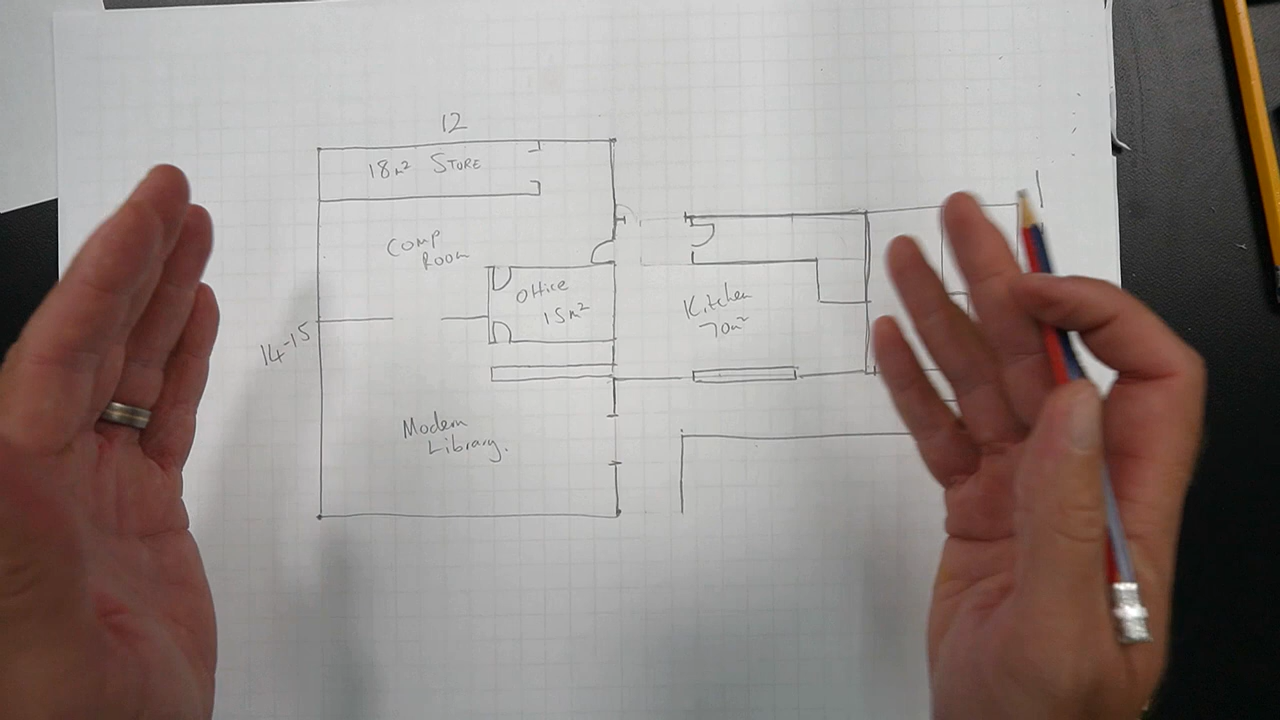 12
18m² STORE
Comp
Room
Office
15m²
Kitchen
70m²
14-15
Modern
Library.